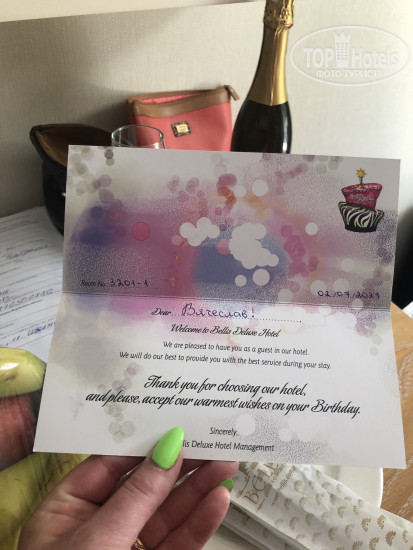 TOPHotels
ФОТО ТУРИСТА
Room No: 3201-1
02/07/2021
Dear Вячеслав!
Welcome to Bellis Deluxe Hotel
We are pleased to have you as a guest in our hotel.
We will do our best to provide you with the best service during your stay.
Thank you for choosing our hotel,
and please, accept our warmest wishes on your Birthday.
Sincerely,
Bellis Deluxe Hotel Management